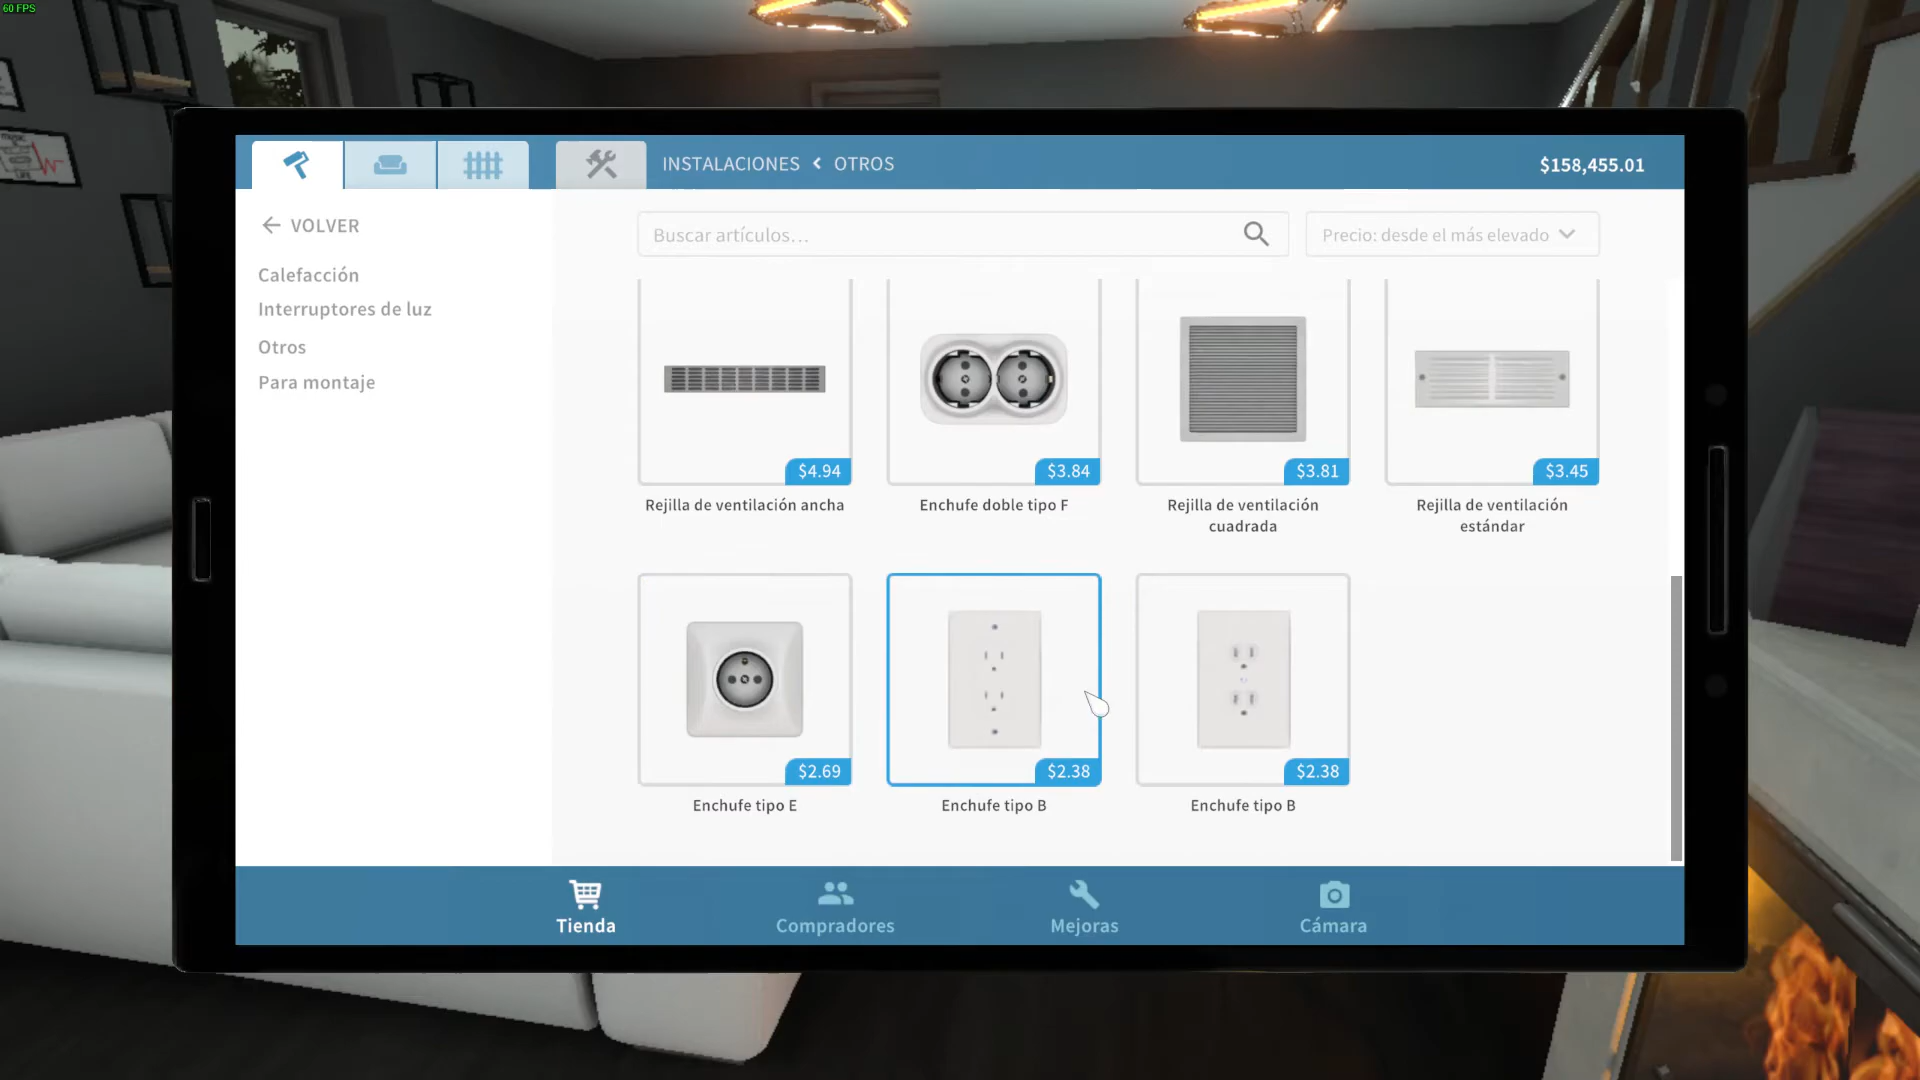 60 FPS
INSTALACIONES < OTROS
$158,455.01
VOLVER
Calefacción
Interruptores de luz
Otros
Para montaje
Buscar artículos...
Precio: desde el más elevado
$4.94
Rejilla de ventilación ancha
$3.84
Enchufe doble tipo F
$3.81
Rejilla de ventilación
cuadrada
$3.45
Rejilla de ventilación
estándar
$2.69
Enchufe tipo E
$2.38
Enchufe tipo B
$2.38
Enchufe tipo B
Tienda
Compradores
Mejoras
Cámara